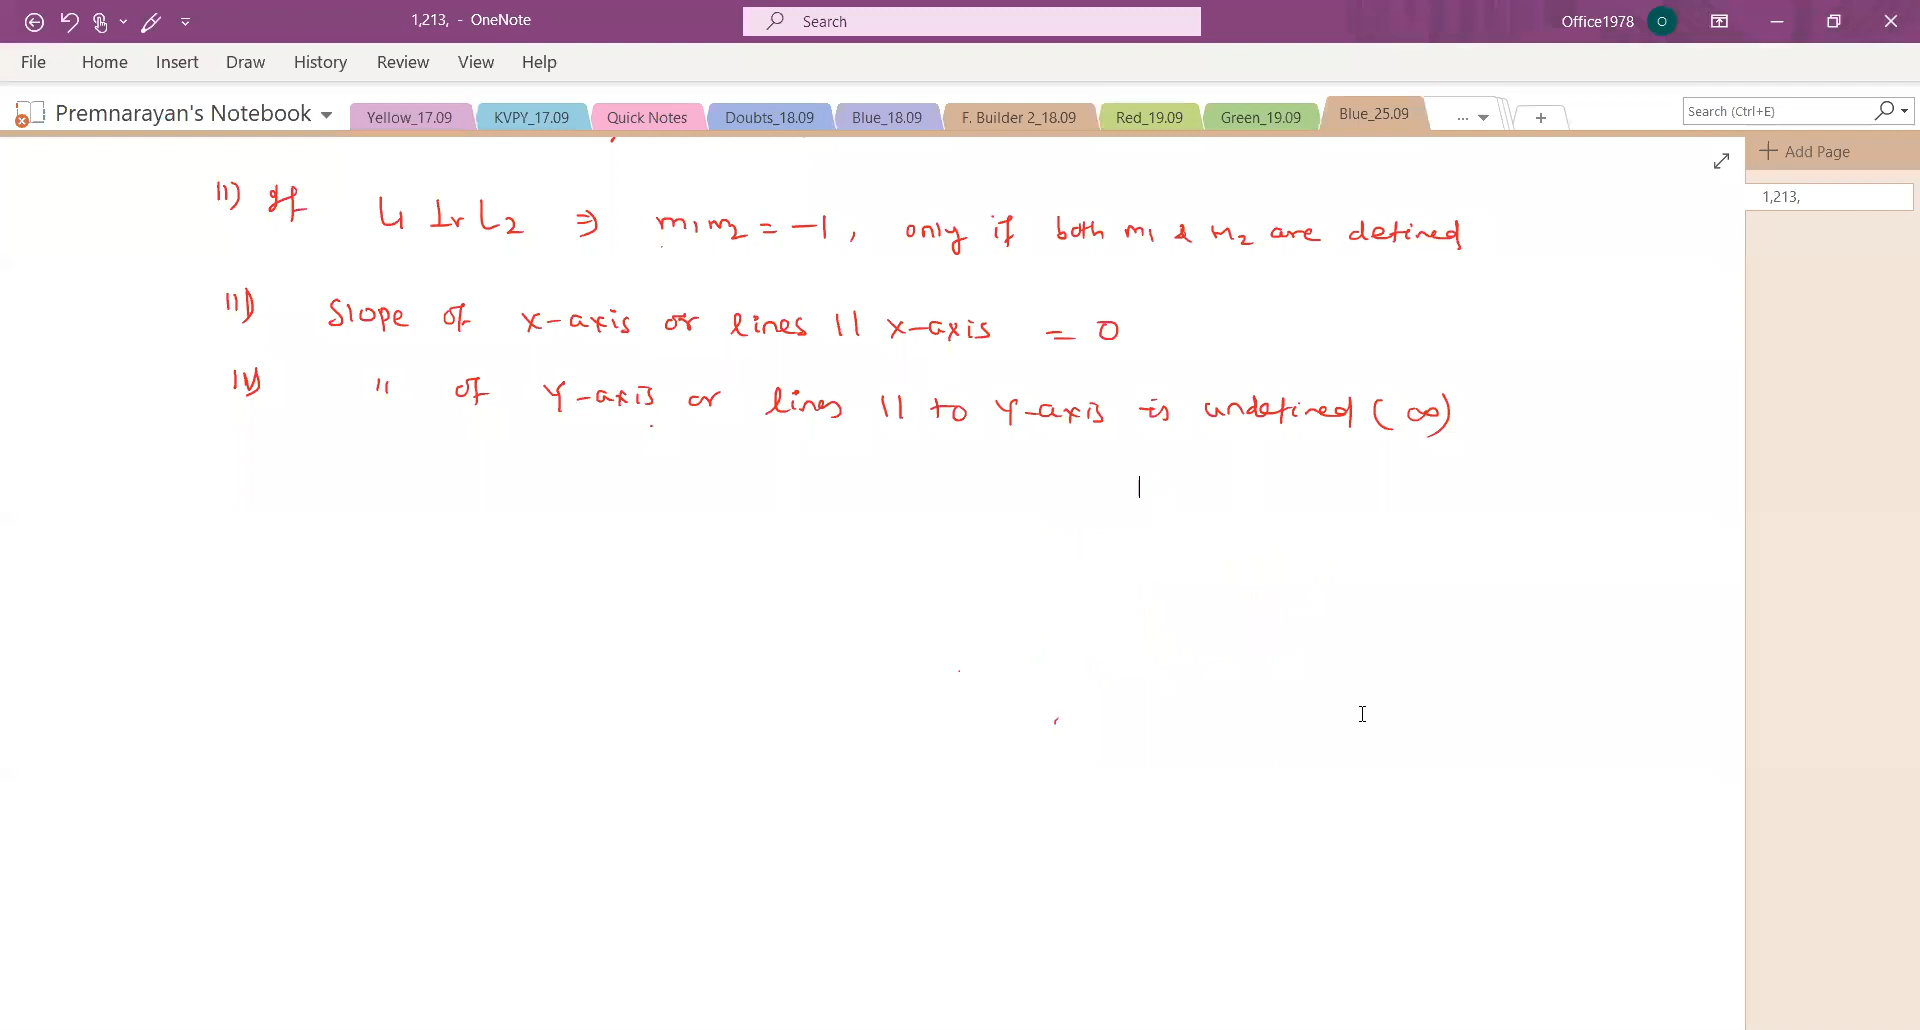 1,213, - OneNote
Search
Office1978
O
File Home Insert Draw History Review View Help
Premnarayan's Notebook
Yellow_17.09 KVPY_17.09 Quick Notes Doubts_18.09 Blue_18.09 F. Builder 2_18.09 Red_19.09 Green_19.09 Blue_25.09 ... +
Search (Ctrl+E)
+ Add Page
1,213,
II) If L1 ⊥r L2 ⇒ m1m2 = -1, only if both m1 & m2 are defined
II) Slope of x-axis or lines || x-axis = 0
IV) " of Y-axis or lines || to Y-axis is undefined (∞)